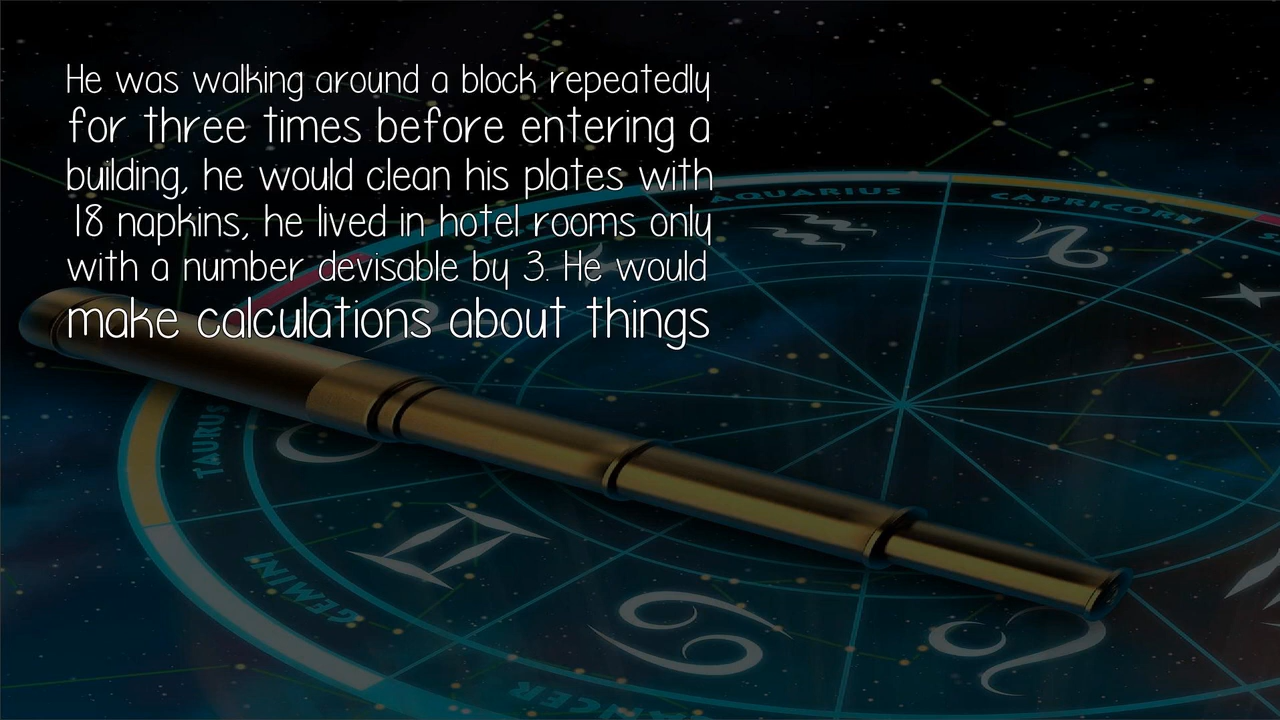 He was walking around a block repeatedly
for three times before entering a
building, he would clean his plates with
18 napkins, he lived in hotel rooms only
with a number devisable by 3. He would
make calculations about things
AQUARIUS
CAPRICORN
TAURUS
GEMINI
CANCER